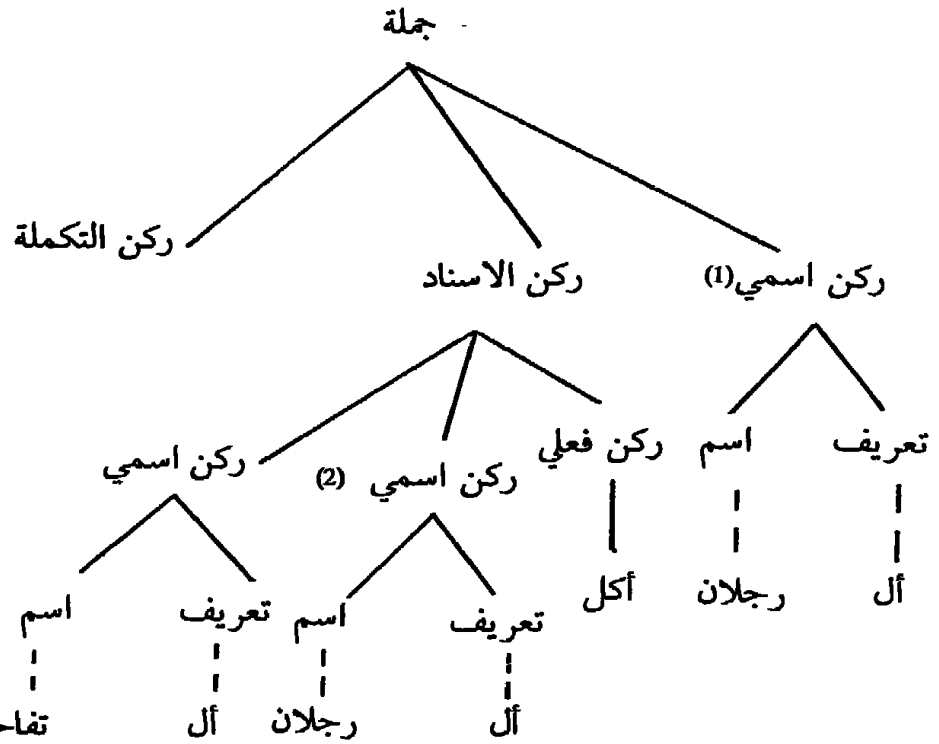 جملة
ركن اسمي (1) ركن الاسناد ركن التكملة
تعريف اسم ركن فعلي ركن اسمي (2) ركن اسمي
أل رجلان أكل تعريف اسم تعريف اسم
أل رجلان أل